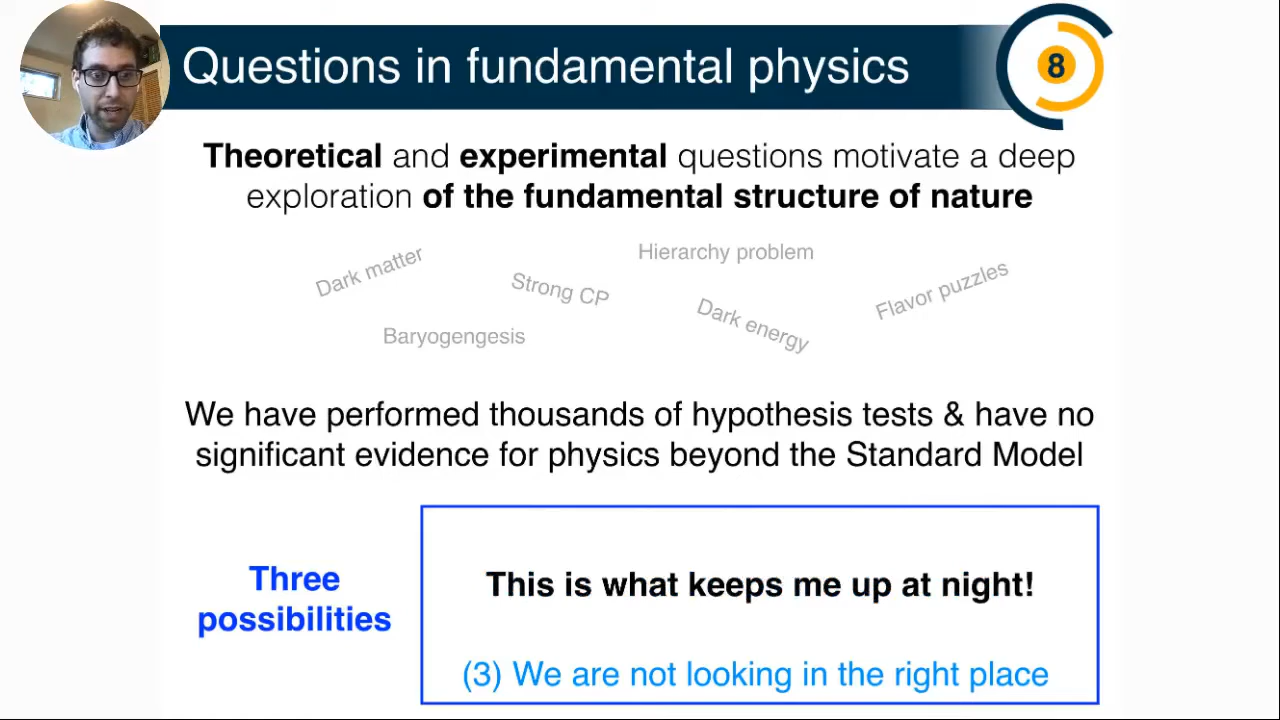 Questions in fundamental physics
8
Theoretical and experimental questions motivate a deep
exploration of the fundamental structure of nature
Hierarchy problem
Dark matter
Strong CP
Flavor puzzles
Dark energy
Baryogengesis
We have performed thousands of hypothesis tests & have no
significant evidence for physics beyond the Standard Model
Three
possibilities
This is what keeps me up at night!
(3) We are not looking in the right place